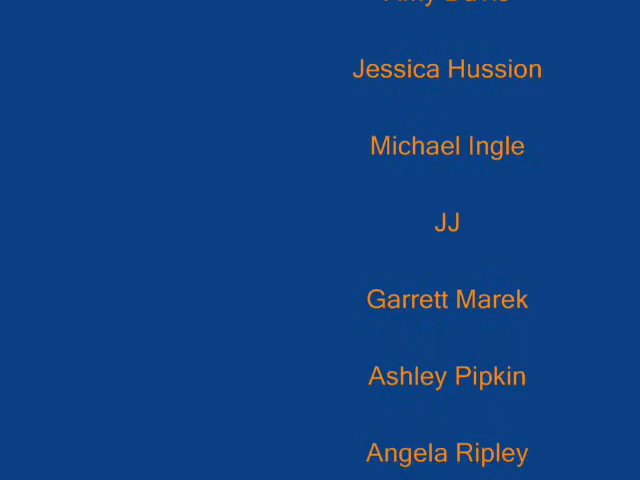 Jessica Hussion
Michael Ingle
JJ
Garrett Marek
Ashley Pipkin
Angela Ripley